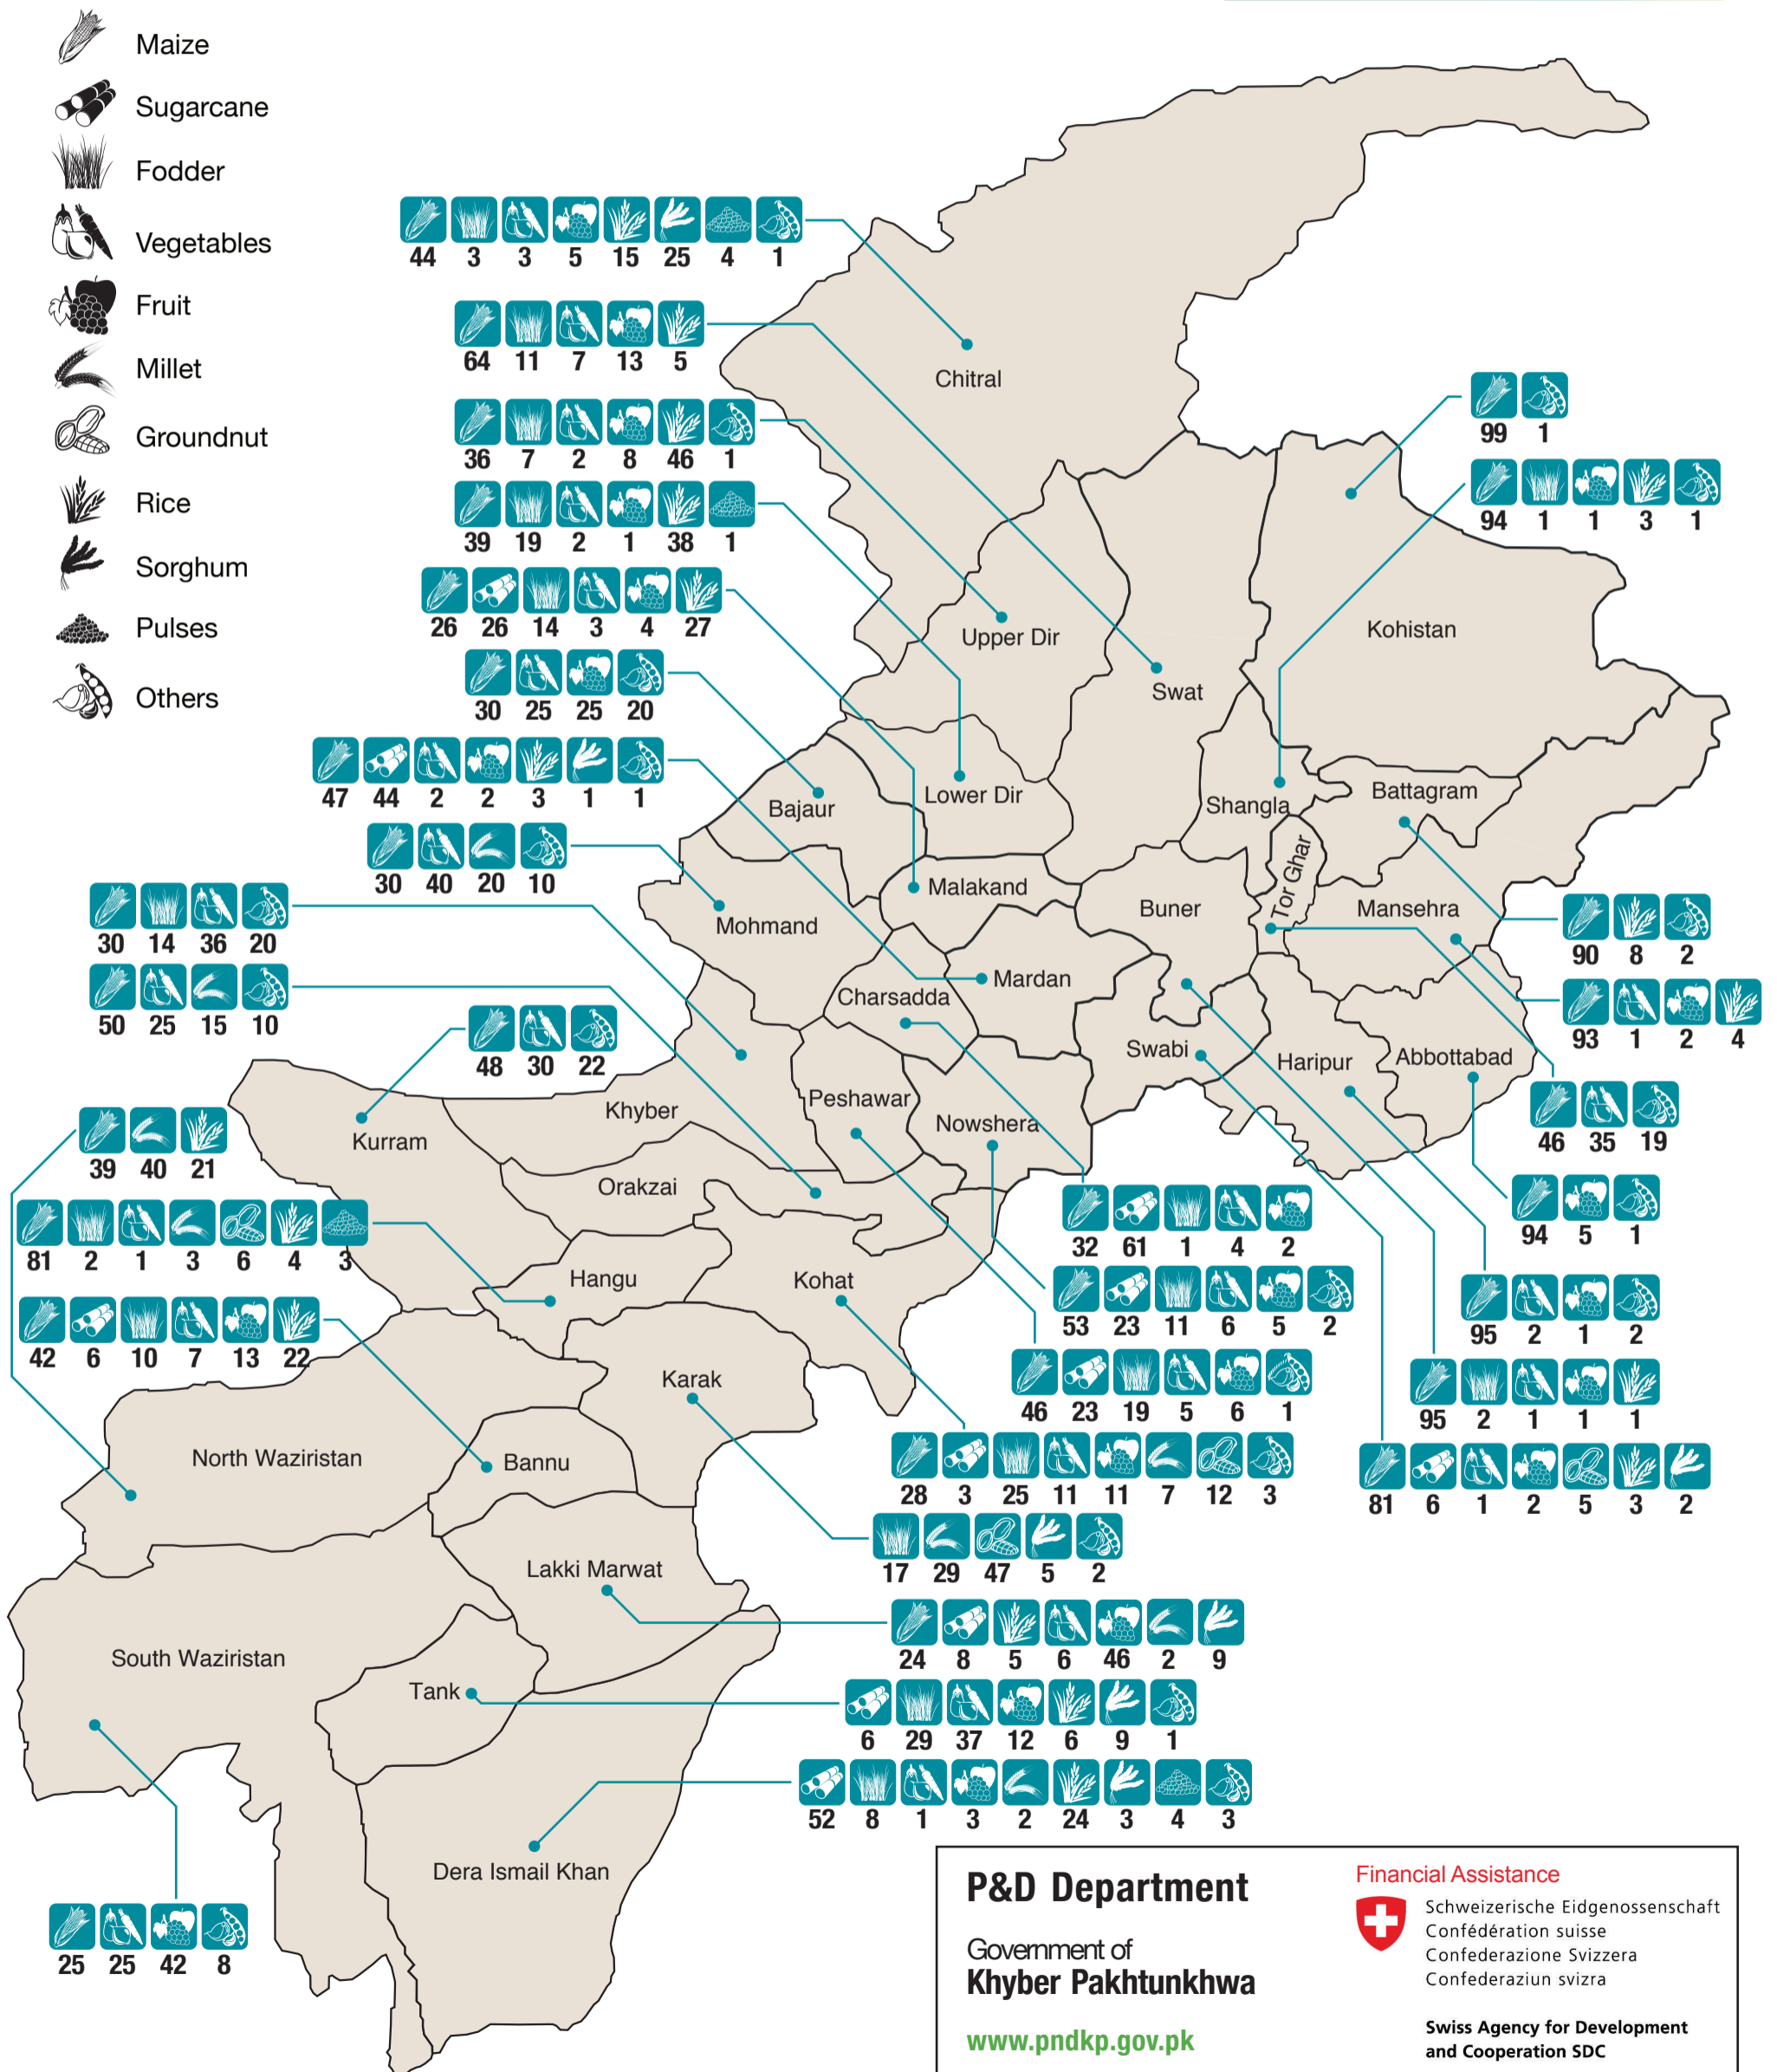 Maize
Sugarcane
Fodder
Vegetables
Fruit
Millet
Groundnut
Rice
Sorghum
Pulses
Others
44 3 3 5 15 25 4 1
64 11 7 13 5
36 7 2 8 46 1
39 19 2 1 38 1
26 26 14 3 4 27
30 25 25 20
47 44 2 2 3 1 1
30 40 20 10
30 14 36 20
50 25 15 10
48 30 22
39 40 21
81 2 1 3 6 4 3
42 6 10 7 13 22
99 1
94 1 1 3 1
90 8 2
93 1 2 4
46 35 19
94 5 1
95 2 1 2
95 2 1 1 1
81 6 1 2 5 3 2
32 61 1 4 2
53 23 11 6 5 2
46 23 19 5 6 1
28 3 25 11 11 7 12 3
17 29 47 5 2
24 8 5 6 46 2 9
6 29 37 12 6 9 1
52 8 1 3 2 24 3 4 3
25 25 42 8
Chitral
Upper Dir
Kohistan
Swat
Lower Dir
Bajaur
Shangla
Battagram
Tor Ghar
Malakand
Buner
Mansehra
Mohmand
Mardan
Charsadda
Swabi
Haripur
Abbottabad
Peshawar
Nowshera
Khyber
Kurram
Orakzai
Hangu
Kohat
Karak
North Waziristan
Bannu
Lakki Marwat
South Waziristan
Tank
Dera Ismail Khan
P&D Department
Government of
Khyber Pakhtunkhwa
www.pndkp.gov.pk
Financial Assistance
Schweizerische Eidgenossenschaft
Confédération suisse
Confederazione Svizzera
Confederaziun svizra
Swiss Agency for Development
and Cooperation SDC